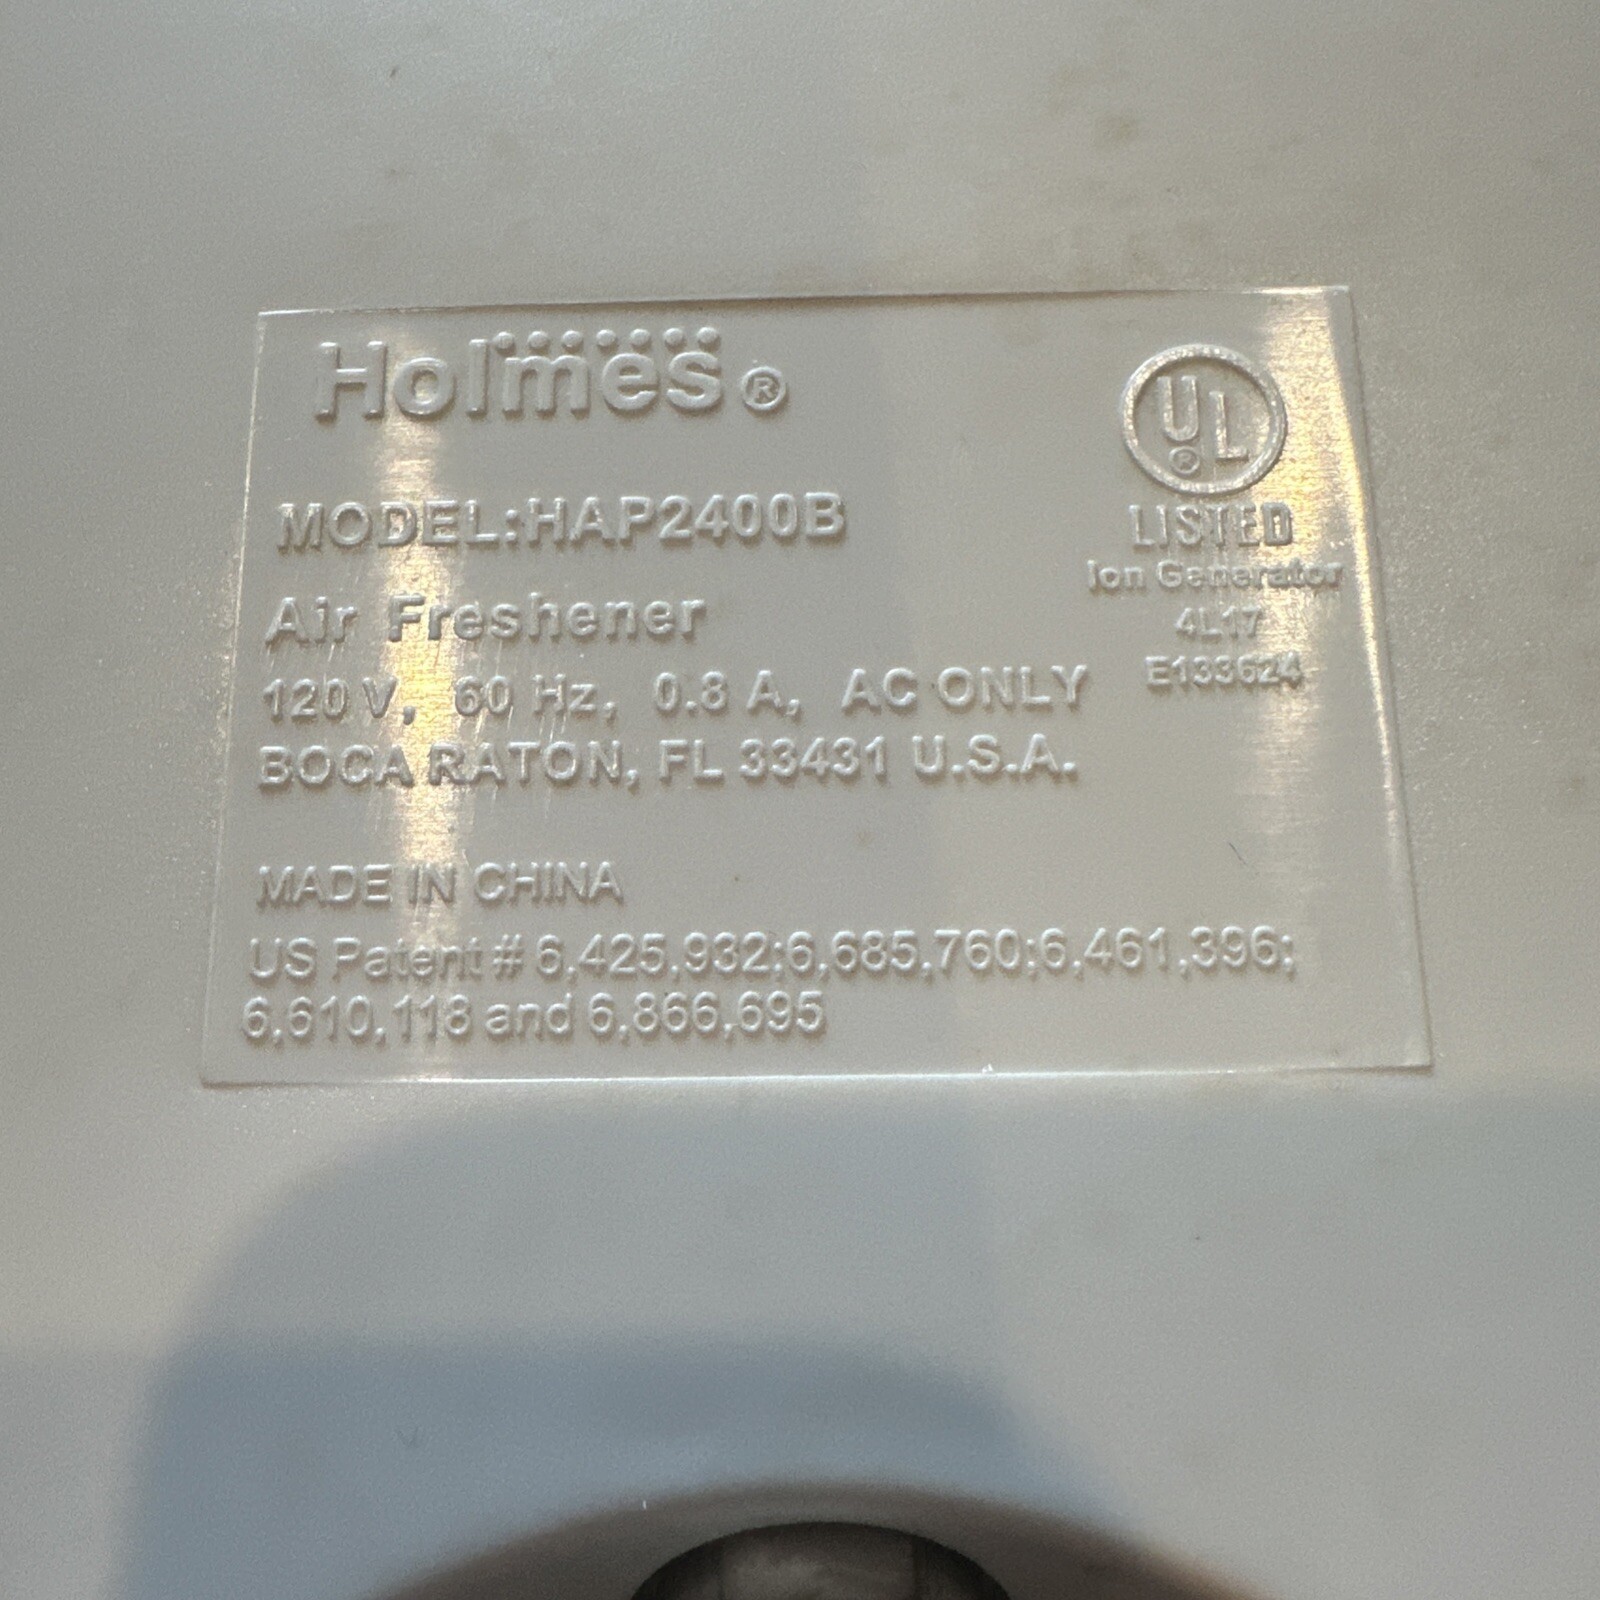 Holmes®
MODEL:HAP2400B
Air Freshener
120 V, 60 Hz, 0.8 A, AC ONLY
BOCA RATON, FL 33431 U.S.A.
MADE IN CHINA
US Patent # 6,425,932;6,685,760;6,461,396;
6,610,118 and 6,866,695
UL®
LISTED
Ion Generator
4L17
E133624